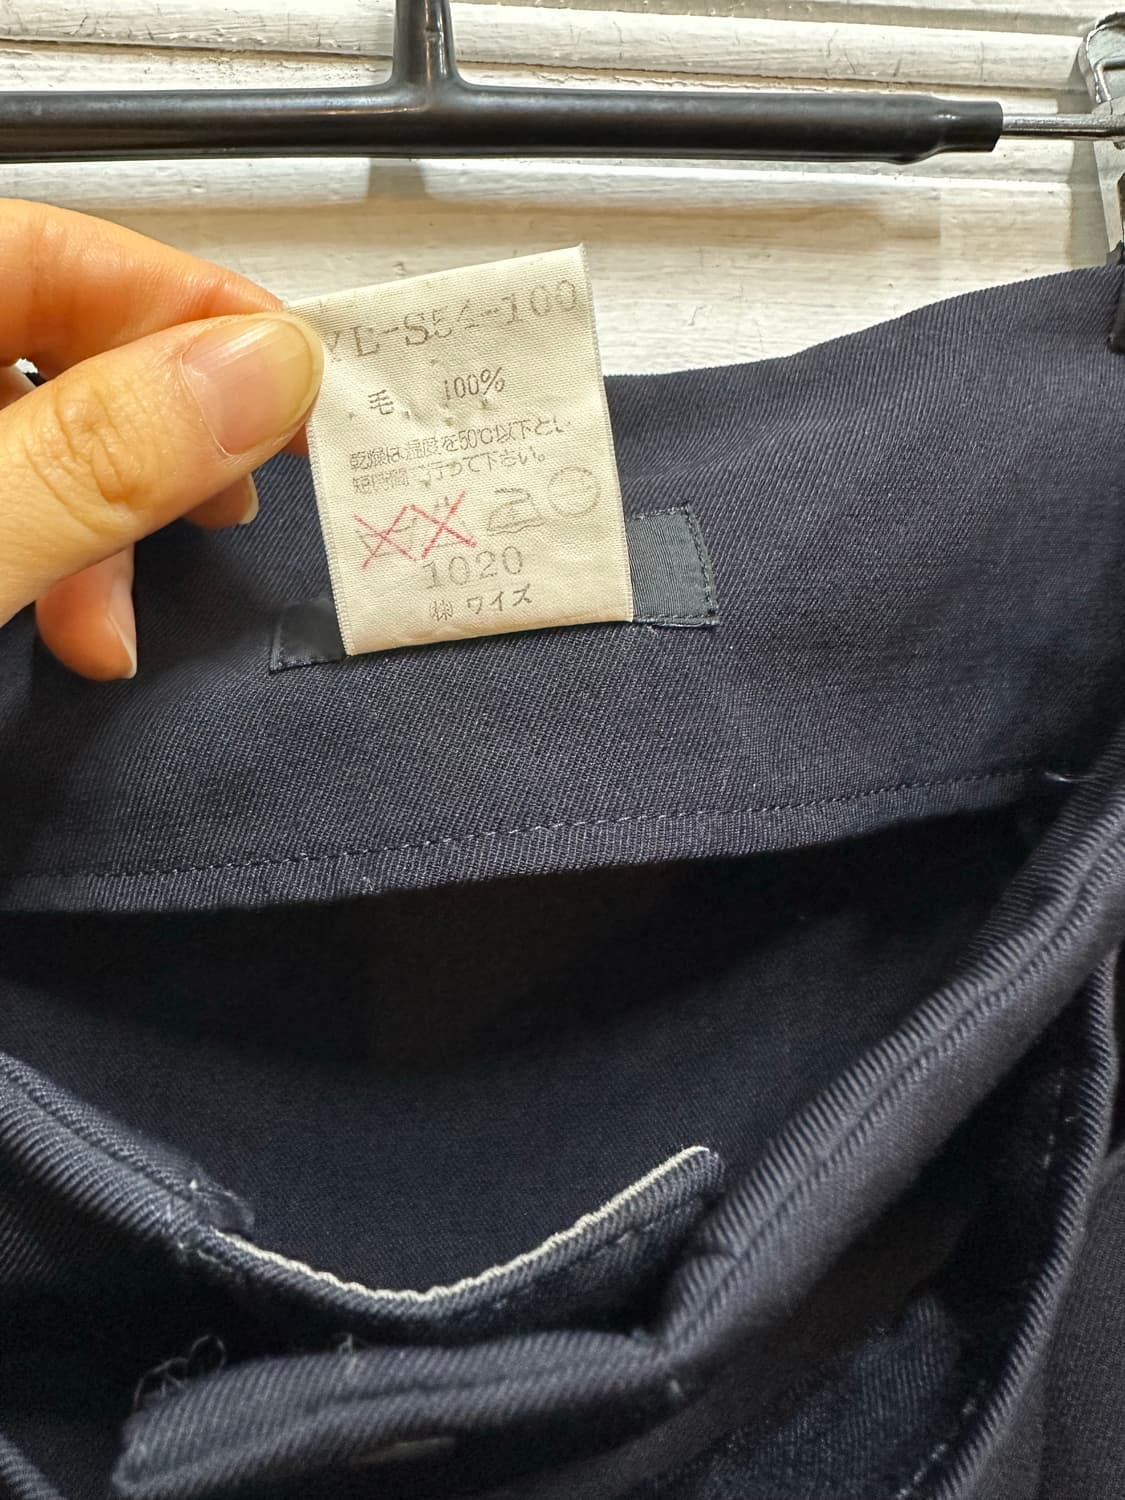 YE-S54-100
毛 100%
乾燥は温度を50℃以下とし
短時間で行って下さい。
1020
㈱ ワイズ